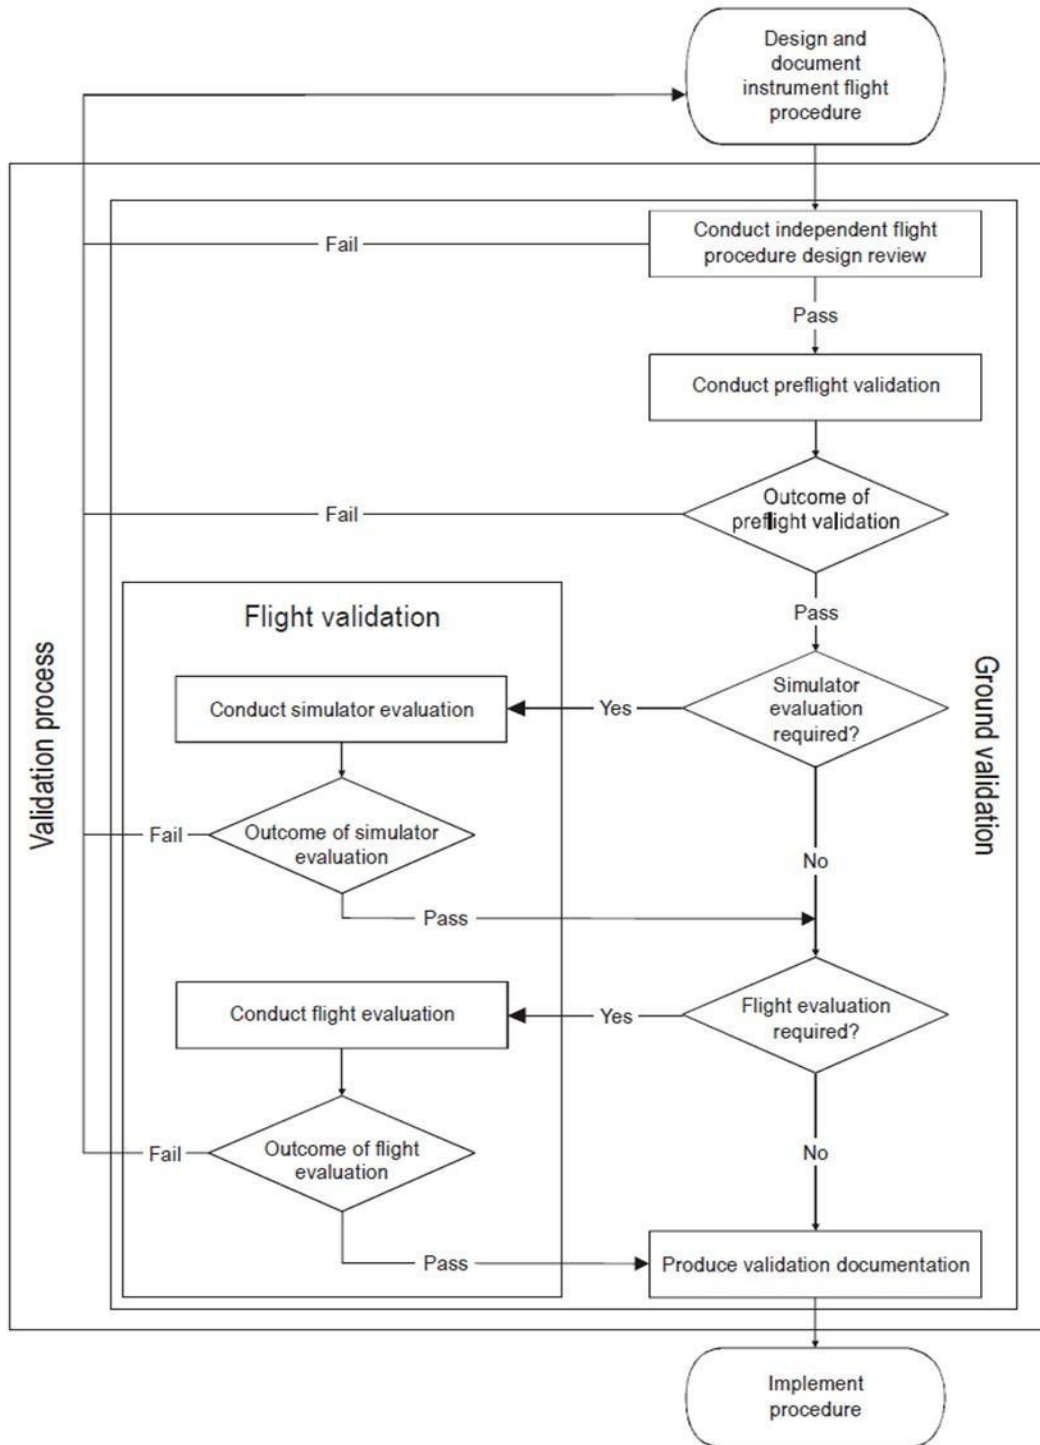 Design and
document
instrument flight
procedure
Conduct independent flight
procedure design review
Fail
Pass
Conduct preflight validation
Outcome of
preflight validation
Fail
Pass
Flight validation
Validation process
Ground validation
Simulator
evaluation
required?
Yes
Conduct simulator evaluation
Outcome of simulator
evaluation
Fail
No
Pass
Flight evaluation
required?
Yes
Conduct flight evaluation
Outcome of flight
evaluation
Fail
No
Pass
Produce validation documentation
Implement
procedure